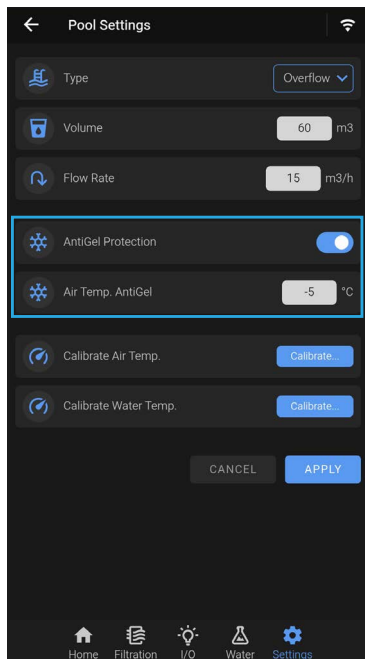 Pool Settings
Type Overflow
Volume 60 m3
Flow Rate 15 m3/h
AntiGel Protection
Air Temp. AntiGel -5 °C
Calibrate Air Temp. Calibrate...
Calibrate Water Temp. Calibrate...
CANCEL APPLY
Home Filtration I/O Water Settings